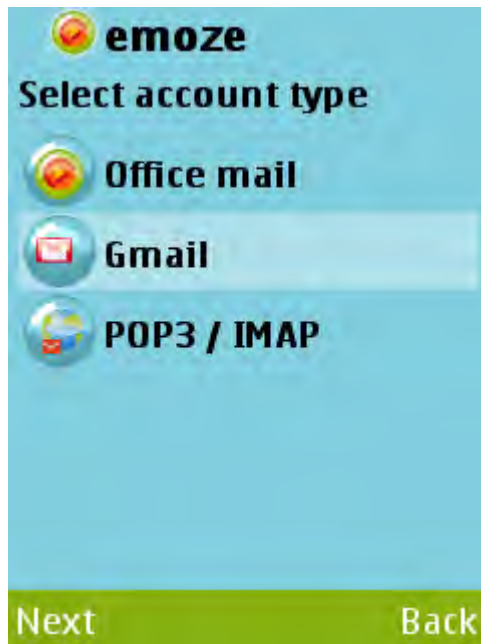 emoze
Select account type
Office mail
Gmail
POP3 / IMAP
Next Back